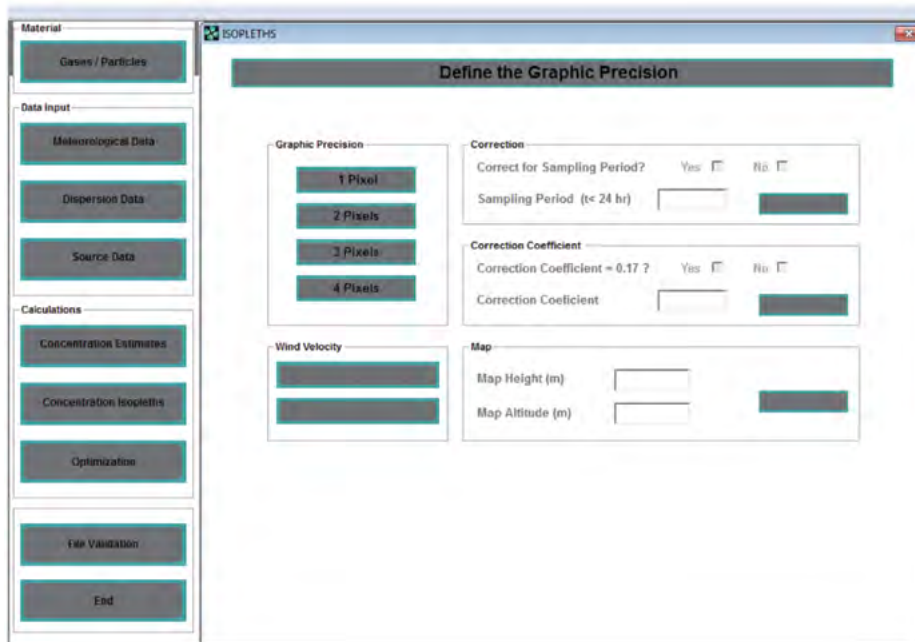 Material
Gases / Particles
Data Input
Meteorological Data
Dispersion Data
Source Data
Calculations
Concentration Estimates
Concentration Isopleths
Optimization
File Validation
End
ISOPLETHS
Define the Graphic Precision
Graphic Precision
1 Pixel
2 Pixels
3 Pixels
4 Pixels
Correction
Correct for Sampling Period? Yes No
Sampling Period (t< 24 hr)
Correction Coefficient
Correction Coefficient = 0.17 ? Yes No
Correction Coeficient
Wind Velocity
Map
Map Height (m)
Map Altitude (m)